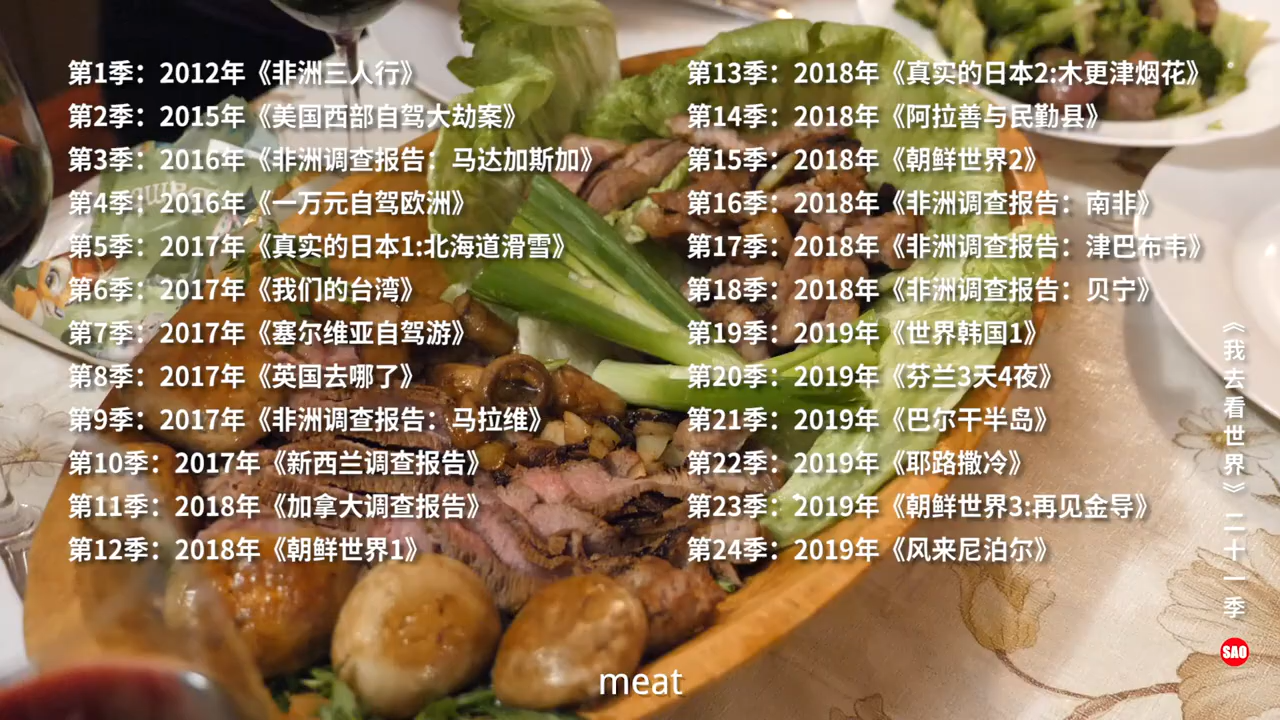 第1季：2012年《非洲三人行》
第2季：2015年《美国西部自驾大劫案》
第3季：2016年《非洲调查报告：马达加斯加》
第4季：2016年《一万元自驾欧洲》
第5季：2017年《真实的日本1:北海道滑雪》
第6季：2017年《我们的台湾》
第7季：2017年《塞尔维亚自驾游》
第8季：2017年《英国去哪了》
第9季：2017年《非洲调查报告：马拉维》
第10季：2017年《新西兰调查报告》
第11季：2018年《加拿大调查报告》
第12季：2018年《朝鲜世界1》
第13季：2018年《真实的日本2:木更津烟花》
第14季：2018年《阿拉善与民勤县》
第15季：2018年《朝鲜世界2》
第16季：2018年《非洲调查报告：南非》
第17季：2018年《非洲调查报告：津巴布韦》
第18季：2018年《非洲调查报告：贝宁》
第19季：2019年《世界韩国1》
第20季：2019年《芬兰3天4夜》
第21季：2019年《巴尔干半岛》
第22季：2019年《耶路撒冷》
第23季：2019年《朝鲜世界3:再见金导》
第24季：2019年《风来尼泊尔》
《我去看世界》二十一季
SAO
meat